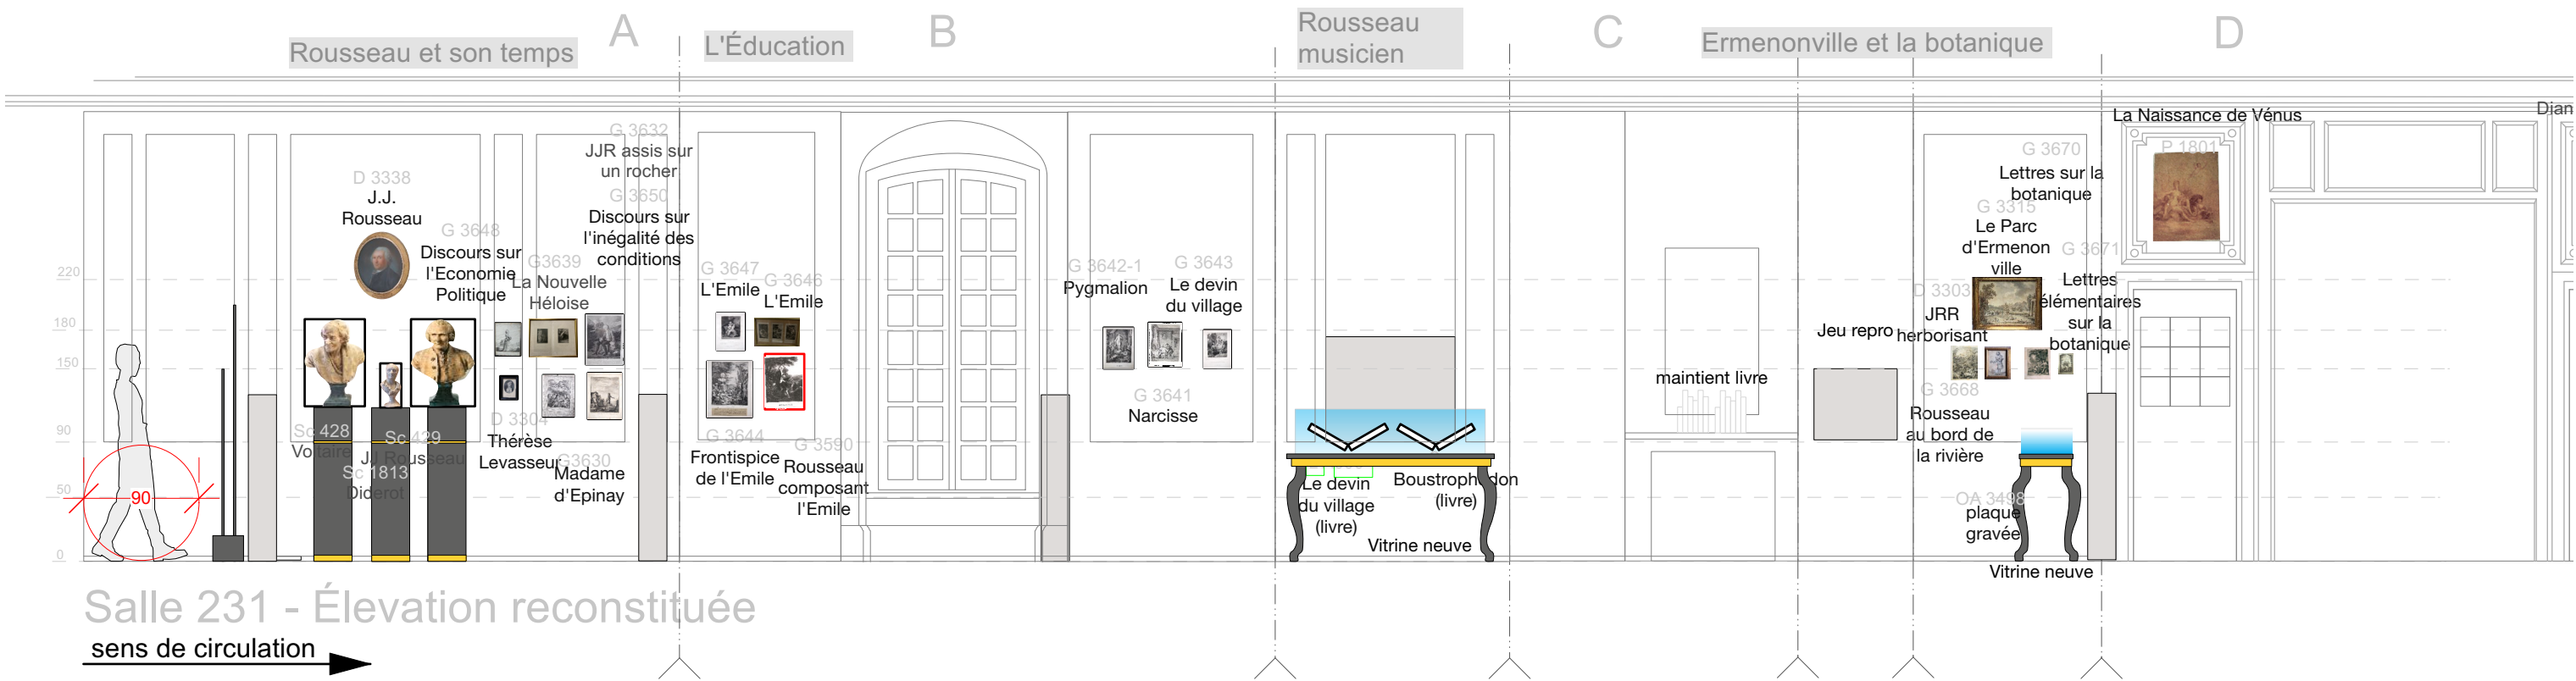 Rousseau et son temps
A
L'Éducation
B
Rousseau
musicien
C
Ermenonville et la botanique
D
D 3338
J.J.
Rousseau
G 3648
Discours sur
l'Economie
Politique
G3639
La Nouvelle
Héloise
G 3632
JJR assis sur
un rocher
G 3650
Discours sur
l'inégalité des
conditions
G 3647
L'Emile
G 3646
L'Emile
G 3642-1
Pygmalion
G 3643
Le devin
du village
G 3641
Narcisse
maintient livre
Jeu repro
G 3670
Lettres sur la
botanique
G 3315
Le Parc
d'Ermenon
ville
G 3671
Lettres
élémentaires
sur la
botanique
D 3303
JRR
herborisant
G 3668
Rousseau
au bord de
la rivière
La Naissance de Vénus
P 1801
Dian
220
180
150
90
50
0
90
Sc 428
Voltaire
Sc 429
JJ Rousseau
Sc 1813
Diderot
D 3304
Thérèse
Levasseur
G3630
Madame
d'Epinay
G 3644
Frontispice
de l'Emile
G 3590
Rousseau
composant
l'Emile
Le devin
du village
(livre)
Boustrophedon
(livre)
Vitrine neuve
OA 3498
plaque
gravée
Vitrine neuve
Salle 231 - Élevation reconstituée
sens de circulation